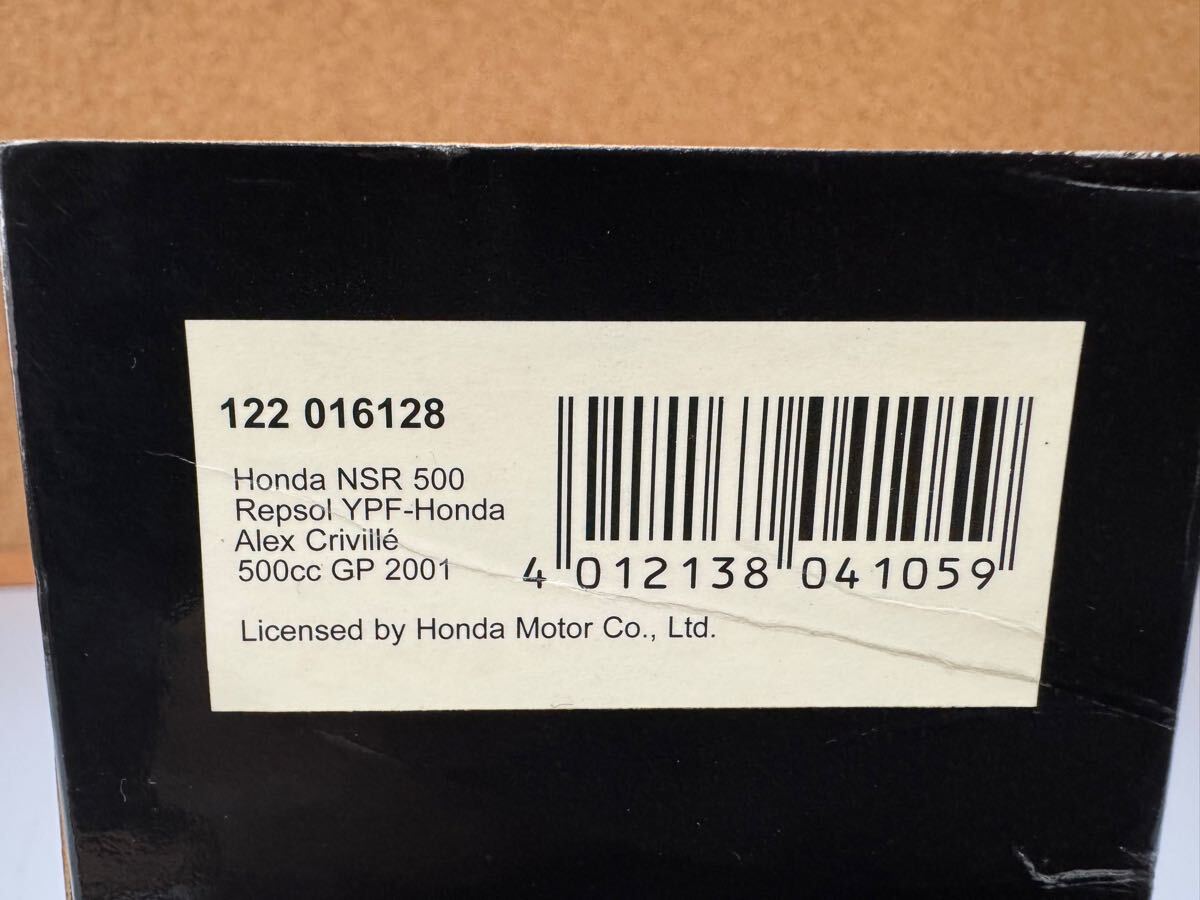 122 016128
Honda NSR 500
Repsol YPF-Honda
Alex Crivillé
500cc GP 2001
Licensed by Honda Motor Co., Ltd.
4 012138 041059